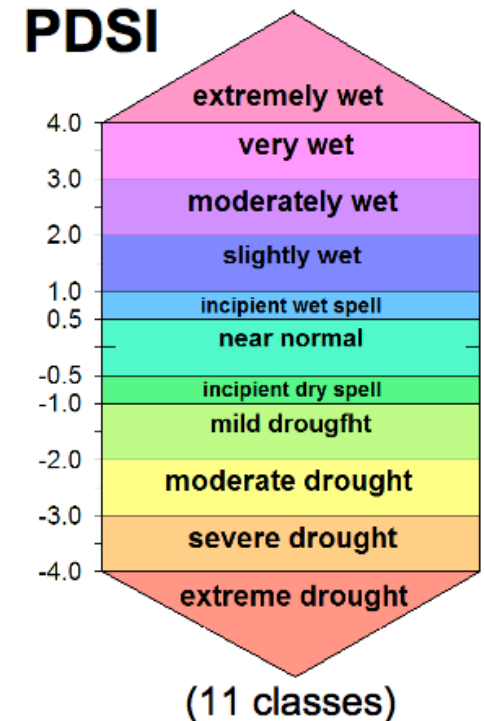 PDSI
extremely wet
4.0
very wet
3.0
moderately wet
2.0
slightly wet
1.0
incipient wet spell
0.5
near normal
-0.5
incipient dry spell
-1.0
mild drougfht
-2.0
moderate drought
-3.0
severe drought
-4.0
extreme drought
(11 classes)